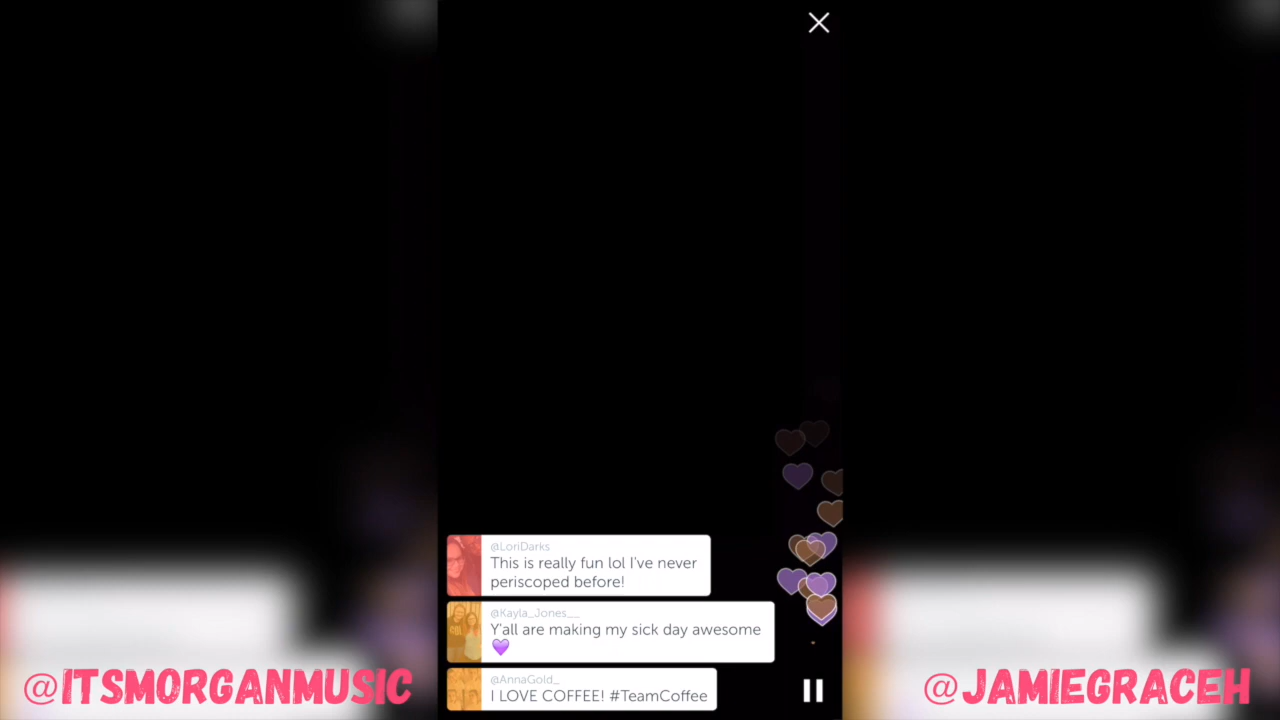 @LoriDarks
This is really fun lol I've never
periscoped before!
@Kayla_Jones__
Y'all are making my sick day awesome
💜
@AnnaGold_
I LOVE COFFEE! #TeamCoffee
@ITSMORGANMUSIC
@JAMIEGRACEH